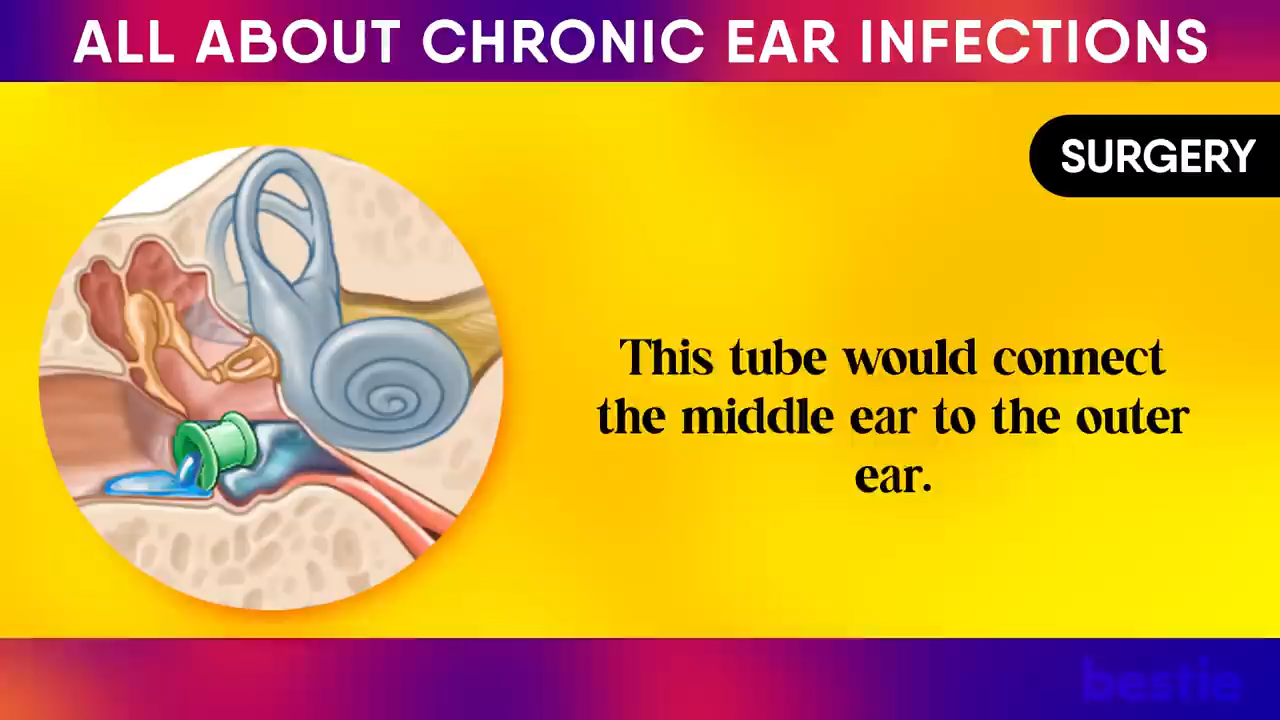 ALL ABOUT CHRONIC EAR INFECTIONS
SURGERY
This tube would connect
the middle ear to the outer
ear.
bestie